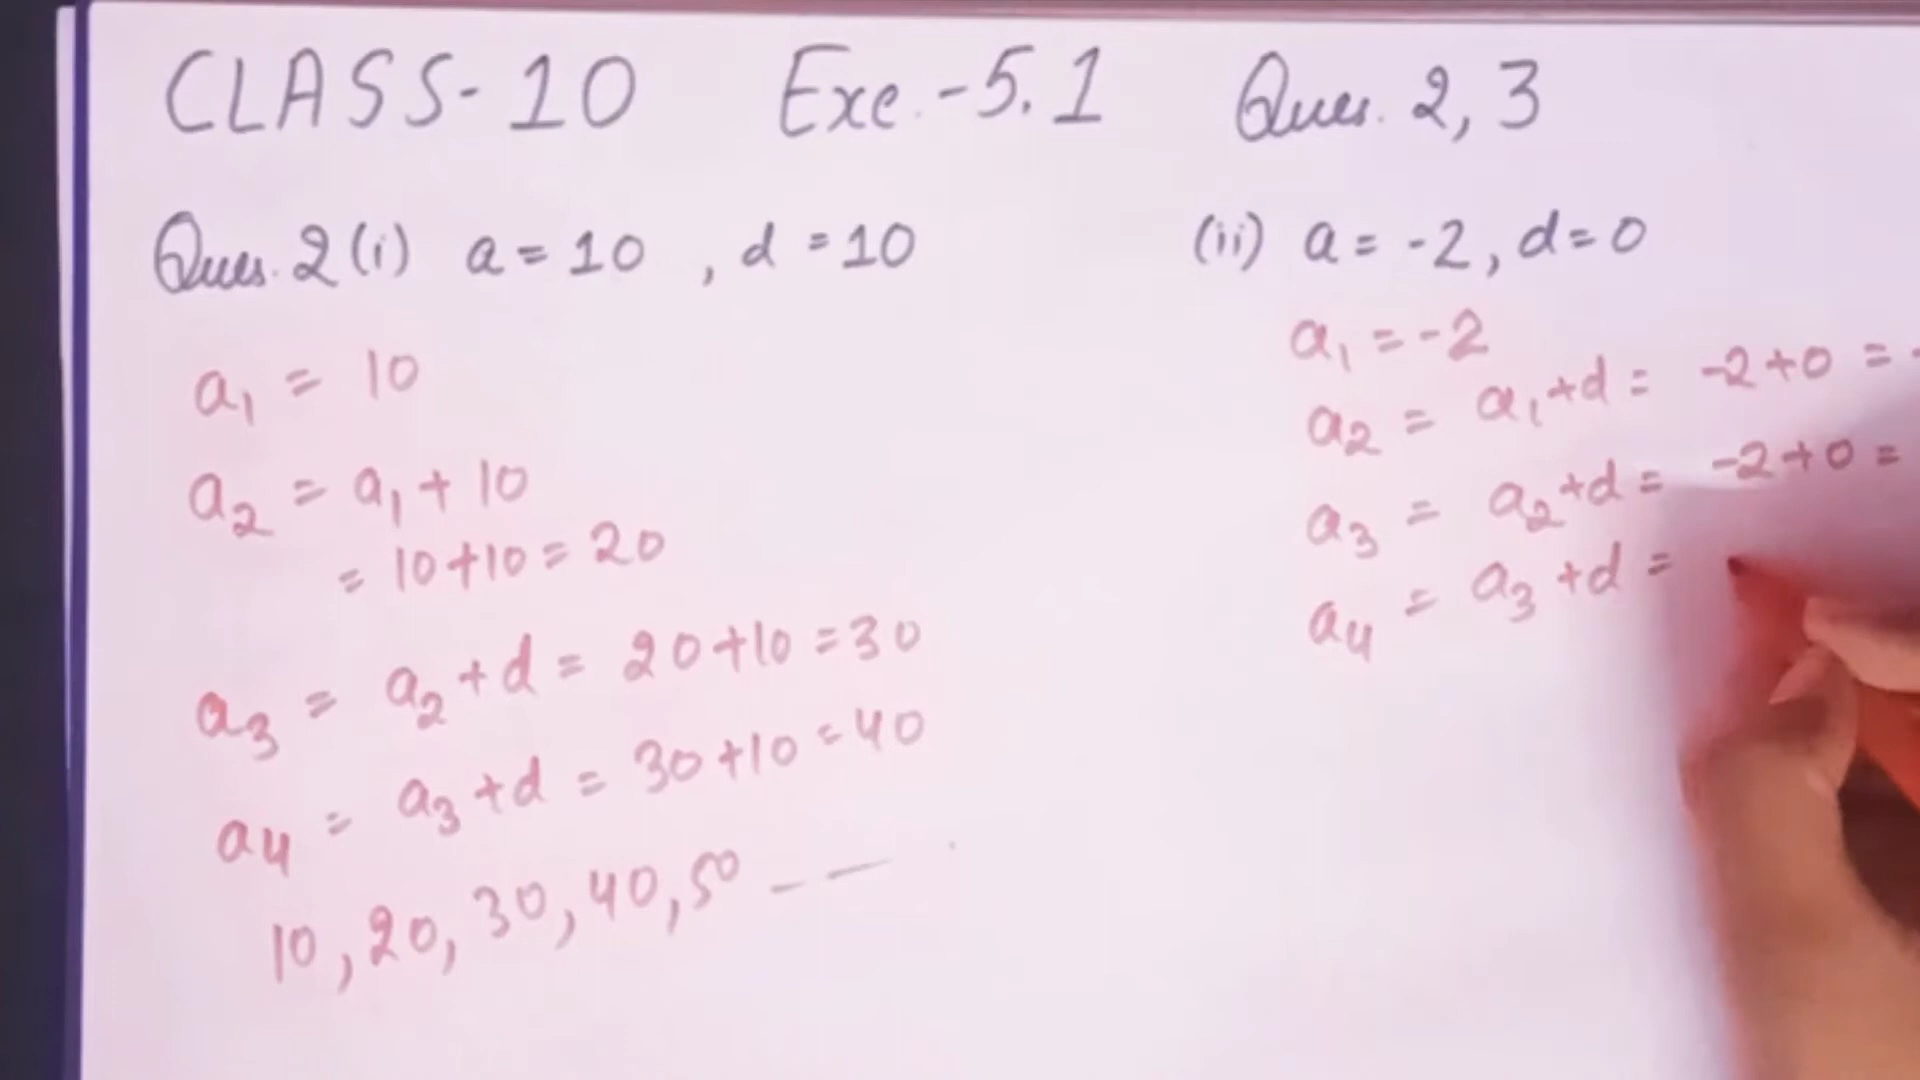 CLASS-10 Exe.-5.1 Ques. 2, 3
Ques. 2 (i) a = 10 , d = 10
a₁ = 10
a₂ = a₁ + 10
= 10+10 = 20
a₃ = a₂ + d = 20+10 = 30
a₄ = a₃ + d = 30+10 = 40
10, 20, 30, 40, 50 - —
(ii) a = -2, d = 0
a₁ = -2
a₂ = a₁ + d = -2+0 =
a₃ = a₂ + d = -2+0 =
a₄ = a₃ + d =